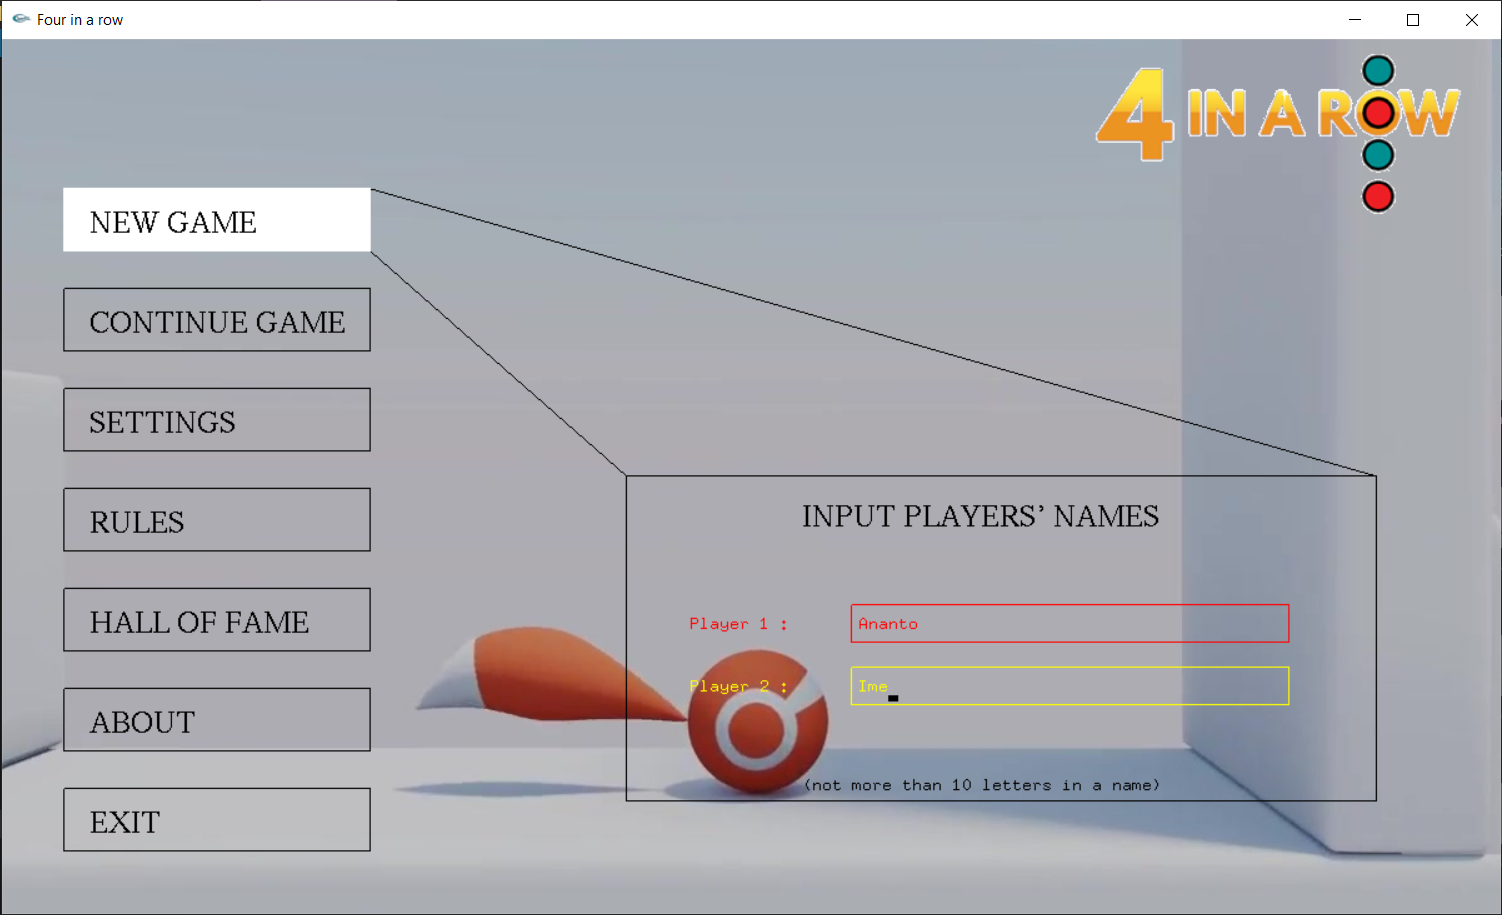 Four in a row
4 IN A ROW
NEW GAME
CONTINUE GAME
SETTINGS
RULES
HALL OF FAME
ABOUT
EXIT
INPUT PLAYERS’ NAMES
Player 1 : Ananto
Player 2 : Ime
(not more than 10 letters in a name)